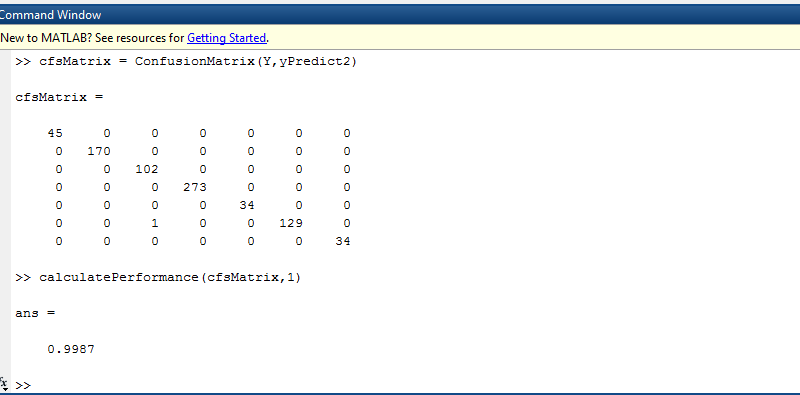 Command Window
New to MATLAB? See resources for Getting Started.
>> cfsMatrix = ConfusionMatrix(Y,yPredict2)
cfsMatrix =
45 0 0 0 0 0 0
0 170 0 0 0 0 0
0 0 102 0 0 0 0
0 0 0 273 0 0 0
0 0 0 0 34 0 0
0 0 1 0 0 129 0
0 0 0 0 0 0 34
>> calculatePerformance(cfsMatrix,1)
ans =
0.9987
fx >>